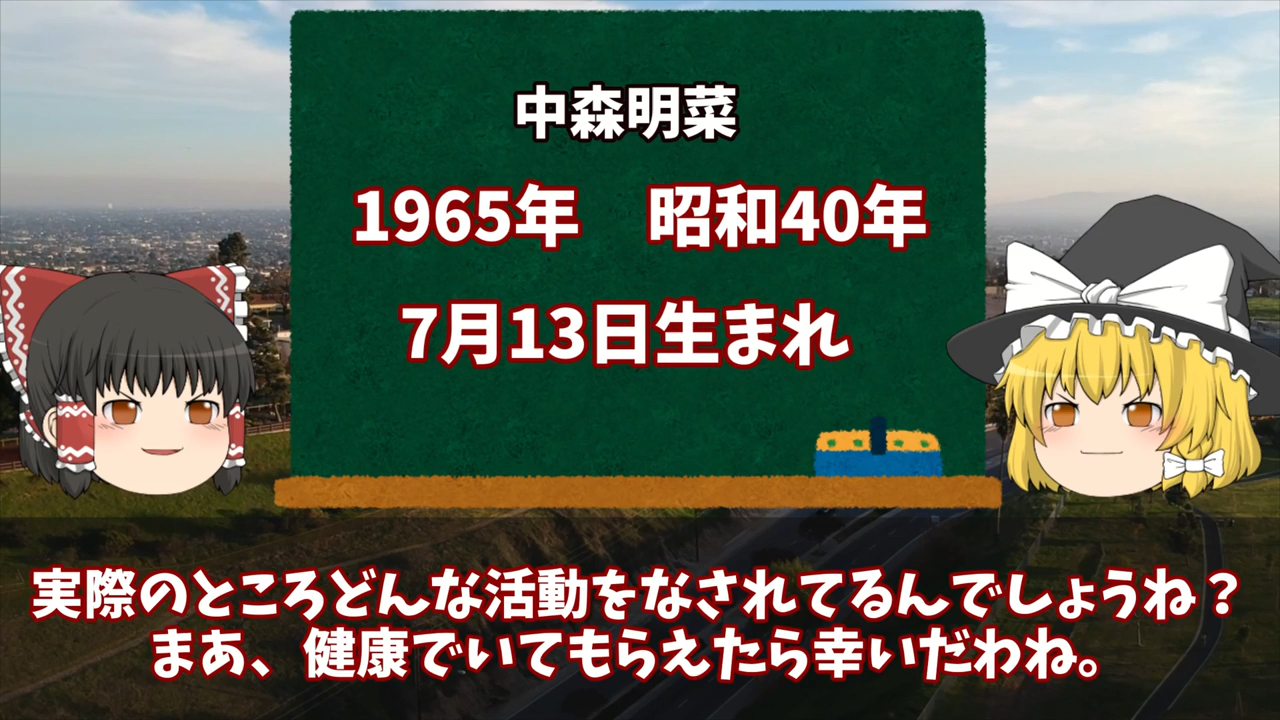 中森明菜
1965年　昭和40年
7月13日生まれ
実際のところどんな活動をなされてるんでしょうね？
まあ、健康でいてもらえたら幸いだわね。